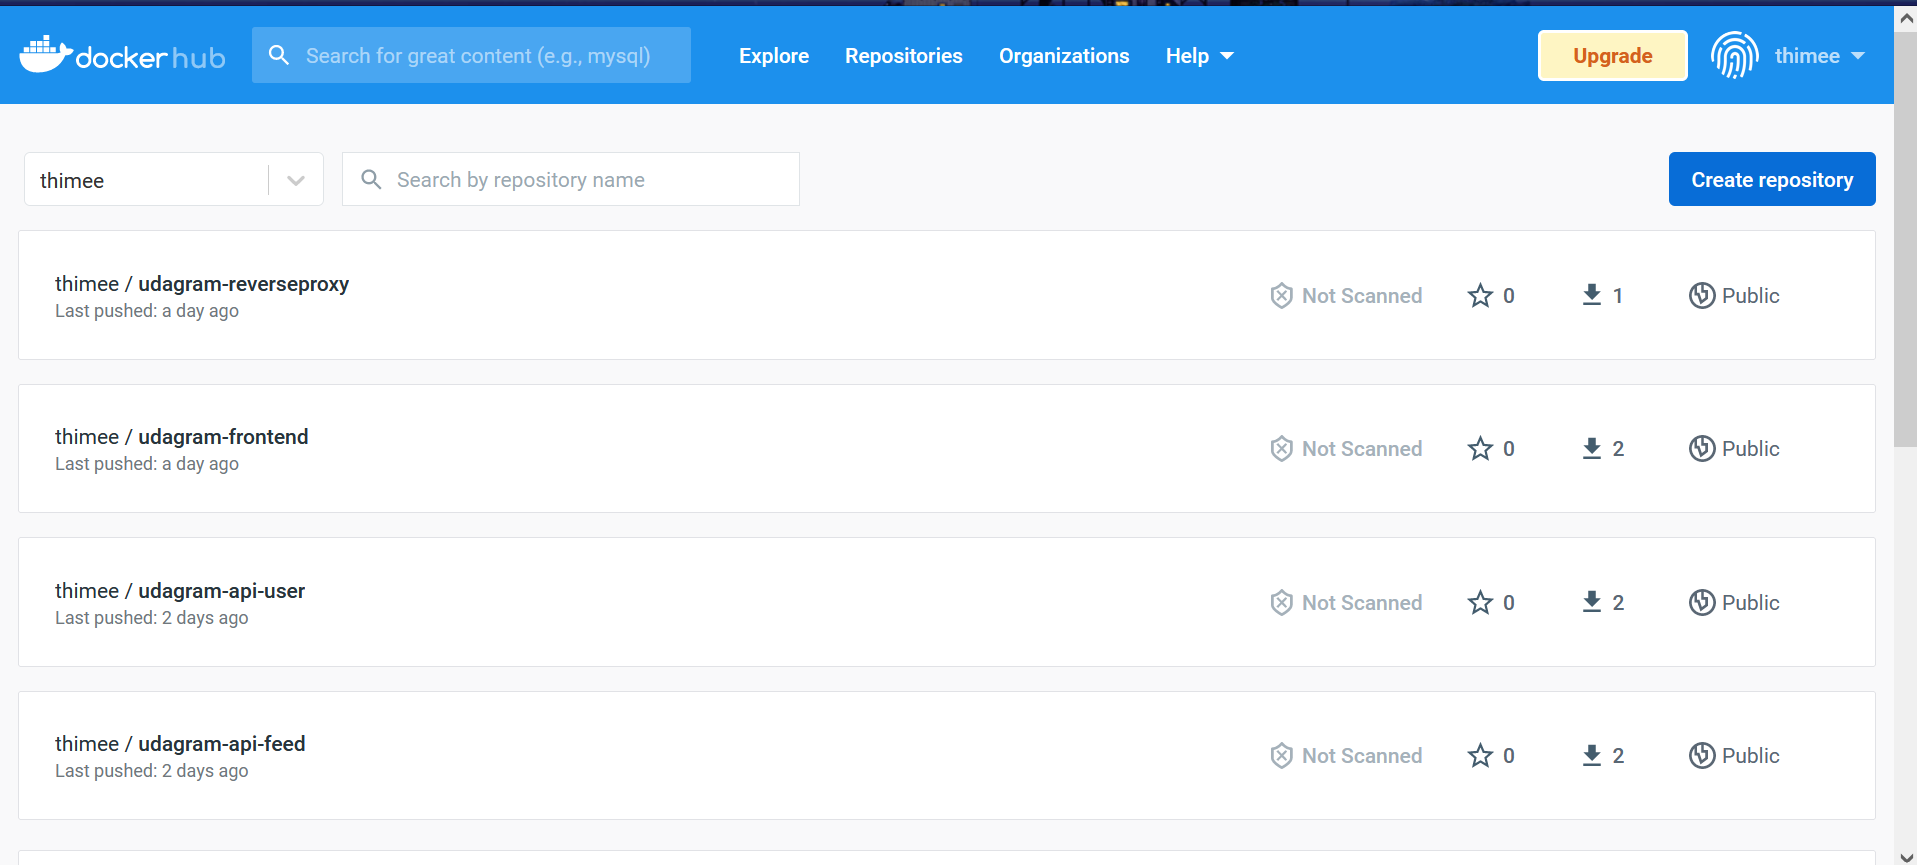 docker hub
Search for great content (e.g., mysql)
Explore
Repositories
Organizations
Help
Upgrade
thimee
thimee
Search by repository name
Create repository
thimee / udagram-reverseproxy
Last pushed: a day ago
Not Scanned
0
1
Public
thimee / udagram-frontend
Last pushed: a day ago
Not Scanned
0
2
Public
thimee / udagram-api-user
Last pushed: 2 days ago
Not Scanned
0
2
Public
thimee / udagram-api-feed
Last pushed: 2 days ago
Not Scanned
0
2
Public